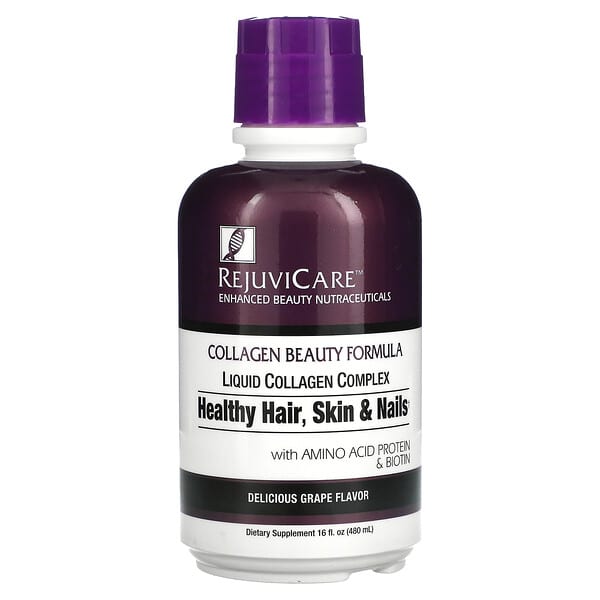 RejuviCare™
ENHANCED BEAUTY NUTRACEUTICALS
COLLAGEN BEAUTY FORMULA
LIQUID COLLAGEN COMPLEX
Healthy Hair, Skin & Nails
with AMINO ACID PROTEIN
& BIOTIN
DELICIOUS GRAPE FLAVOR
Dietary Supplement 16 fl. oz (480 mL)